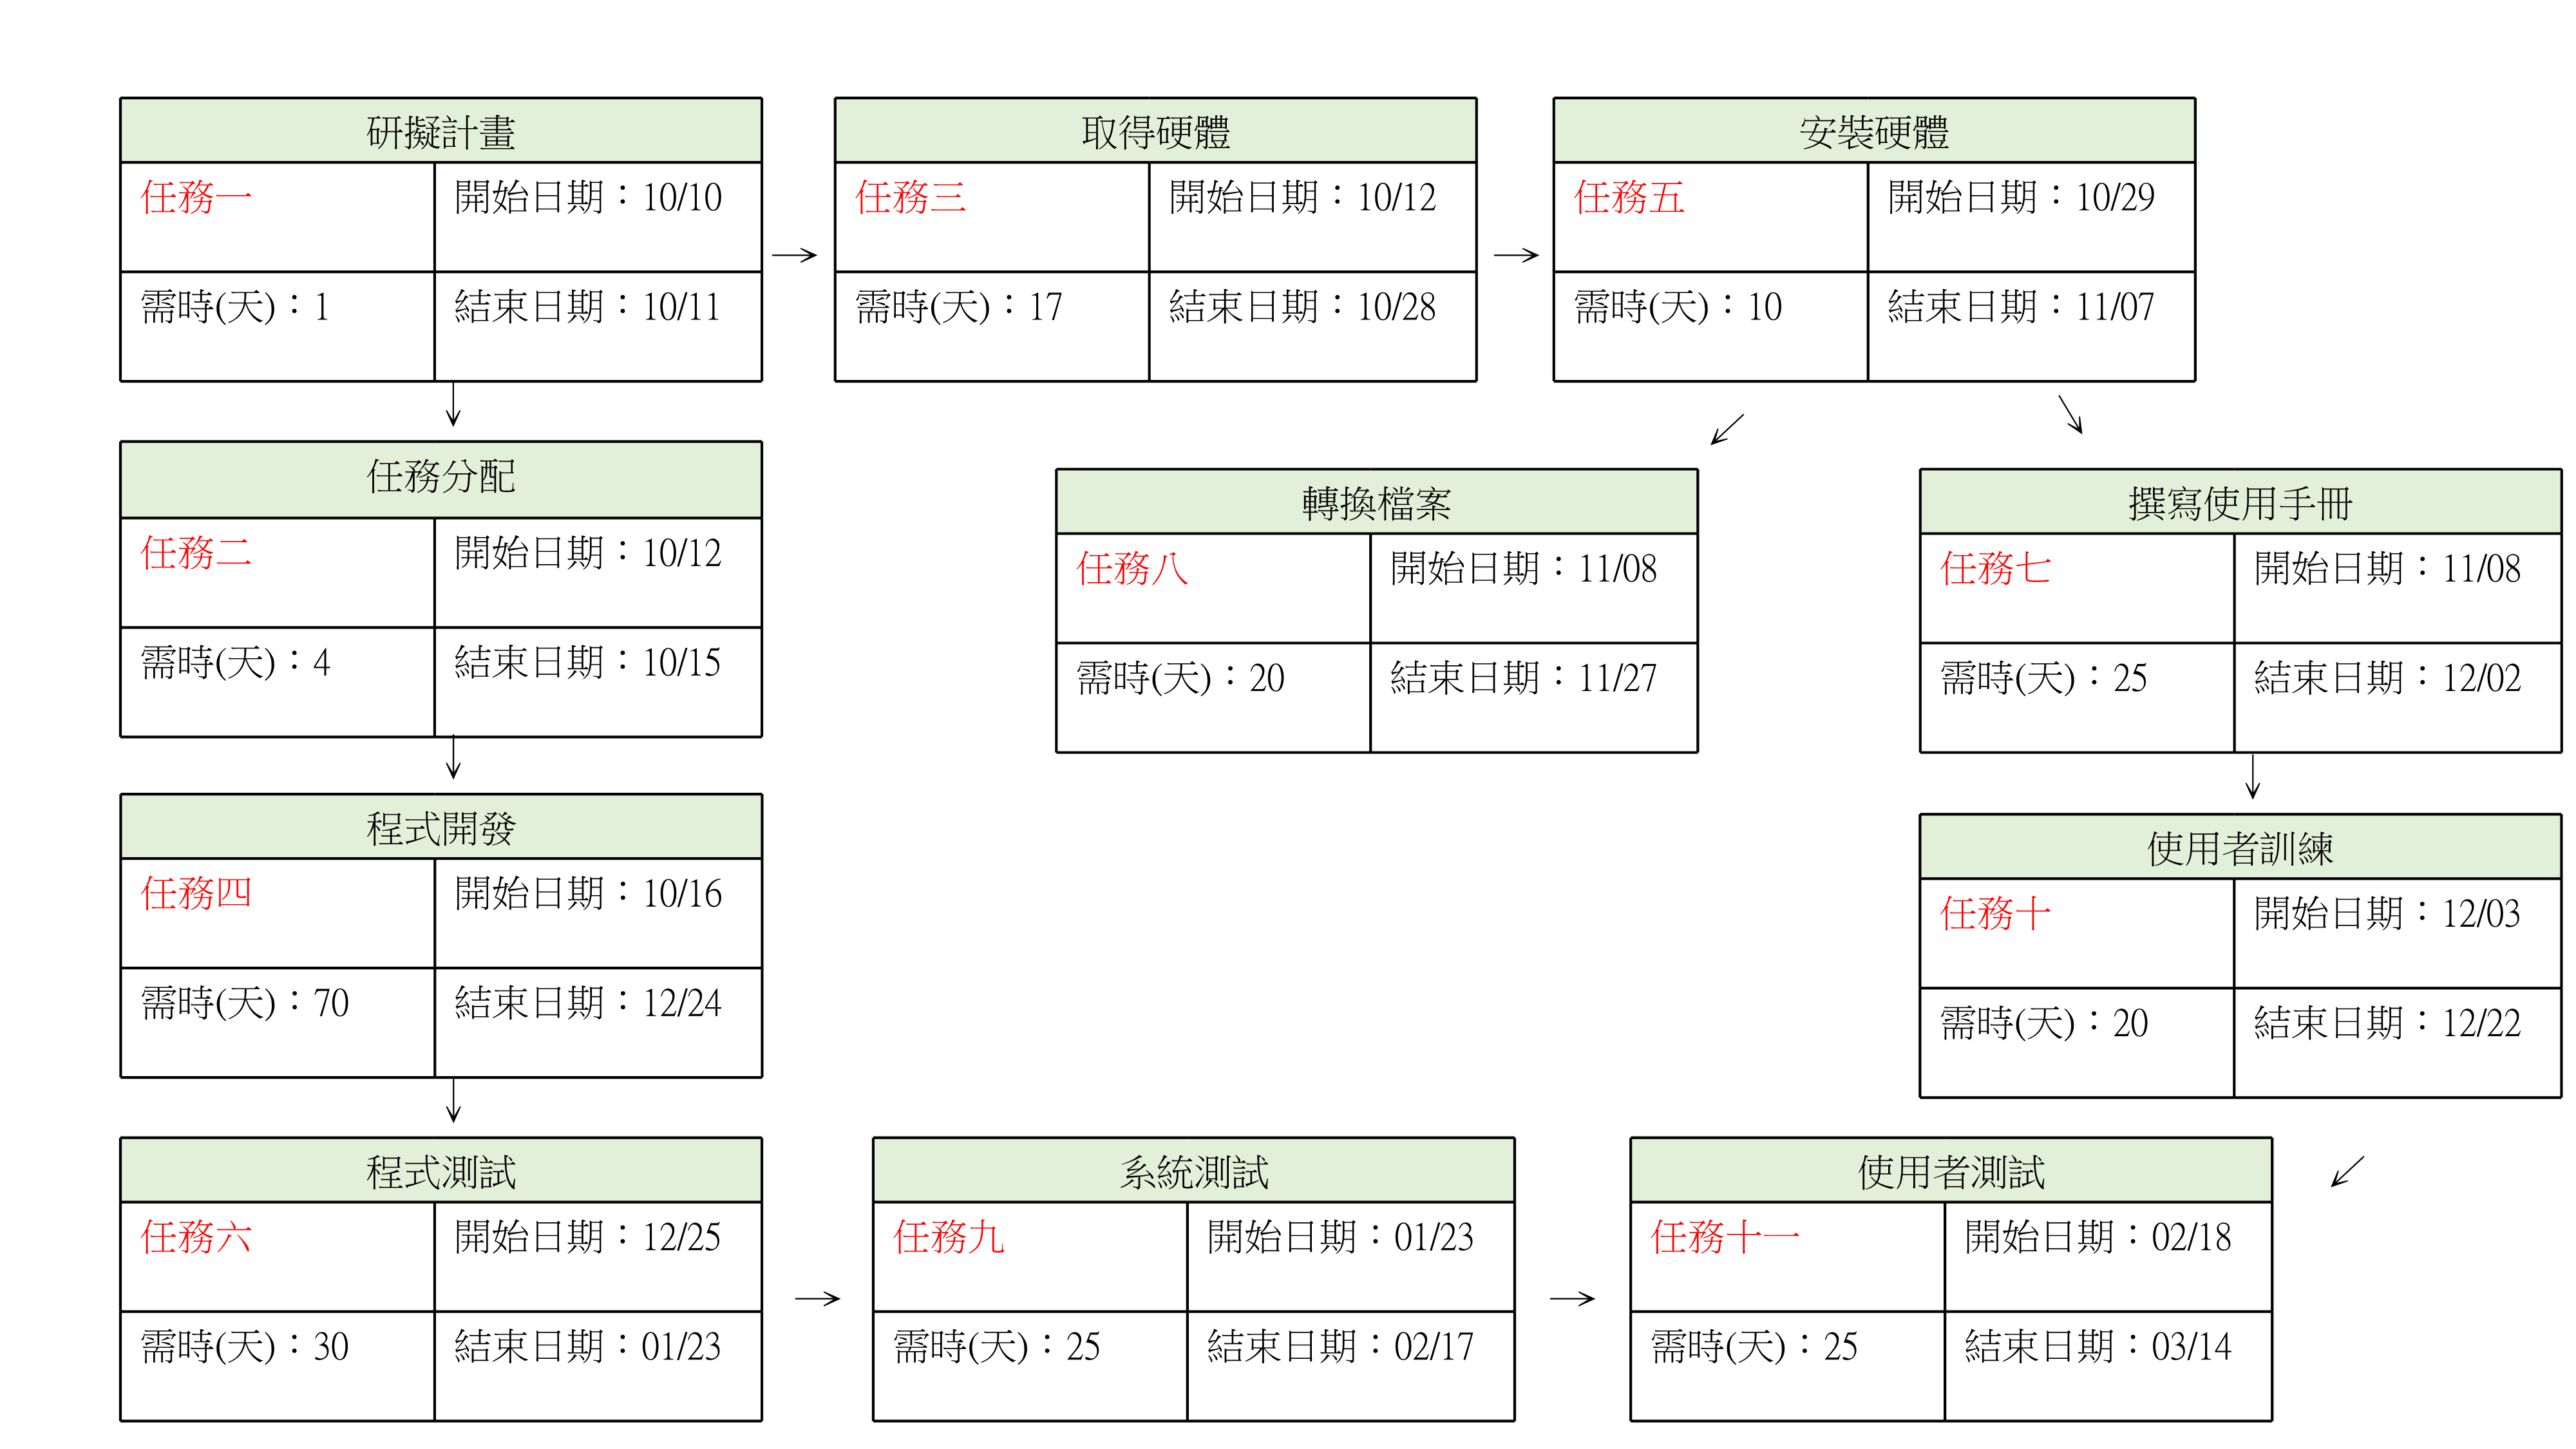 研擬計畫
任務一
開始日期：10/10
需時(天)：1
結束日期：10/11
取得硬體
任務三
開始日期：10/12
需時(天)：17
結束日期：10/28
安裝硬體
任務五
開始日期：10/29
需時(天)：10
結束日期：11/07
任務分配
任務二
開始日期：10/12
需時(天)：4
結束日期：10/15
轉換檔案
任務八
開始日期：11/08
需時(天)：20
結束日期：11/27
撰寫使用手冊
任務七
開始日期：11/08
需時(天)：25
結束日期：12/02
程式開發
任務四
開始日期：10/16
需時(天)：70
結束日期：12/24
使用者訓練
任務十
開始日期：12/03
需時(天)：20
結束日期：12/22
程式測試
任務六
開始日期：12/25
需時(天)：30
結束日期：01/23
系統測試
任務九
開始日期：01/23
需時(天)：25
結束日期：02/17
使用者測試
任務十一
開始日期：02/18
需時(天)：25
結束日期：03/14